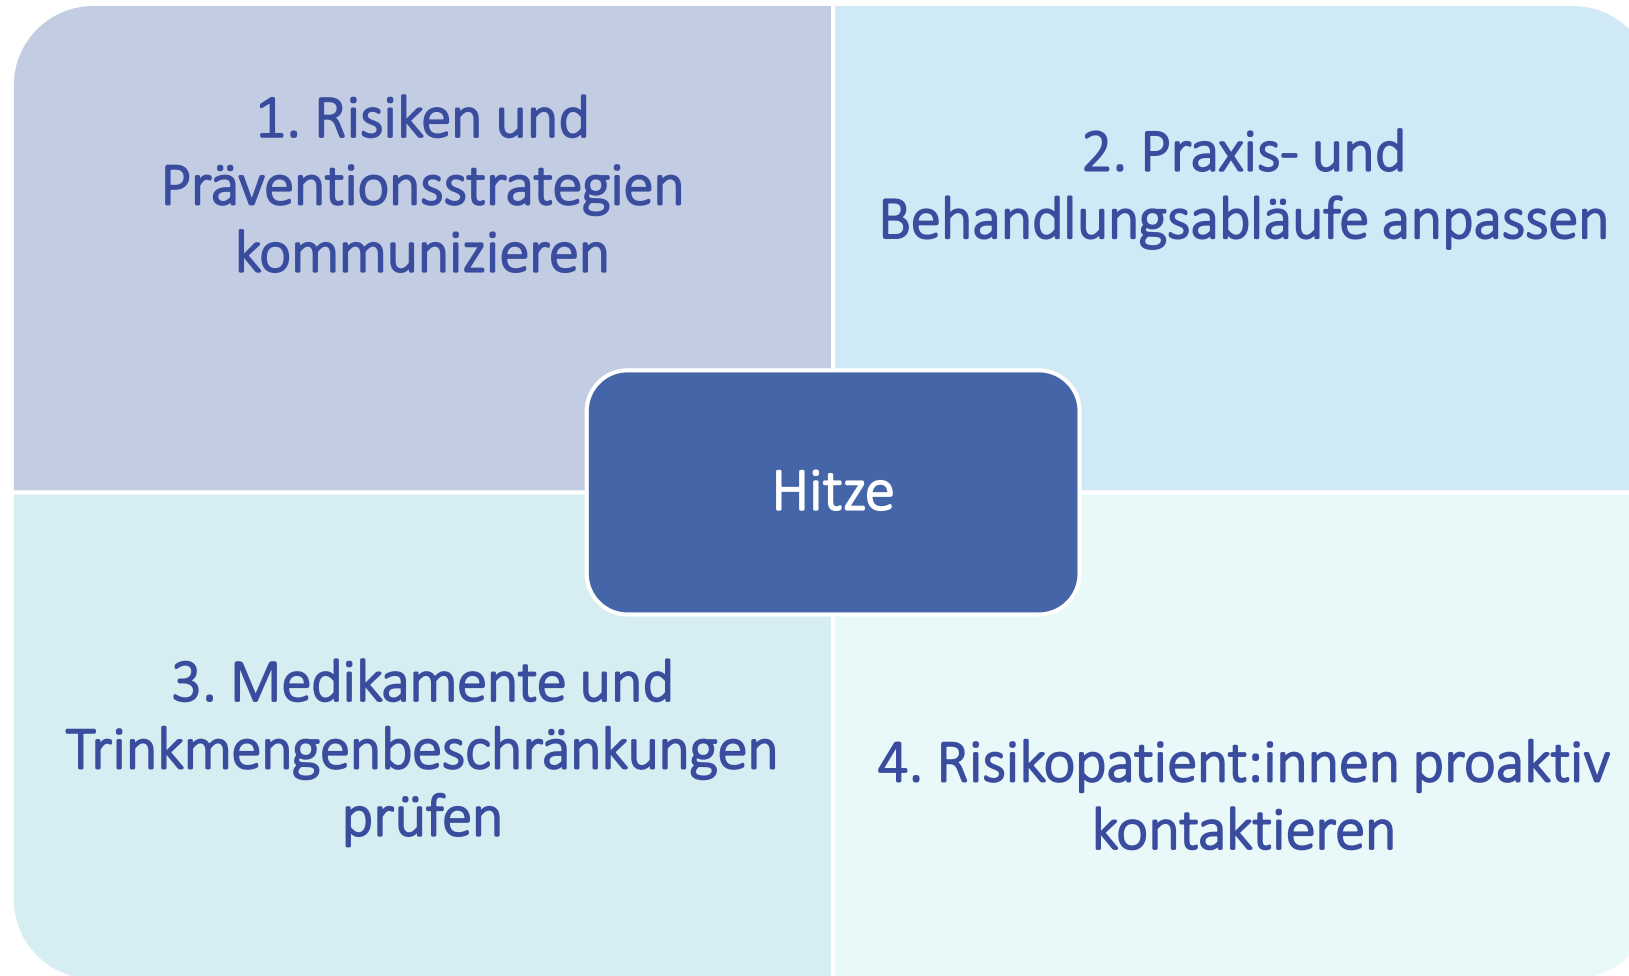 1. Risiken und
Präventionsstrategien
kommunizieren
2. Praxis- und
Behandlungsabläufe anpassen
Hitze
3. Medikamente und
Trinkmengenbeschränkungen
prüfen
4. Risikopatient:innen proaktiv
kontaktieren